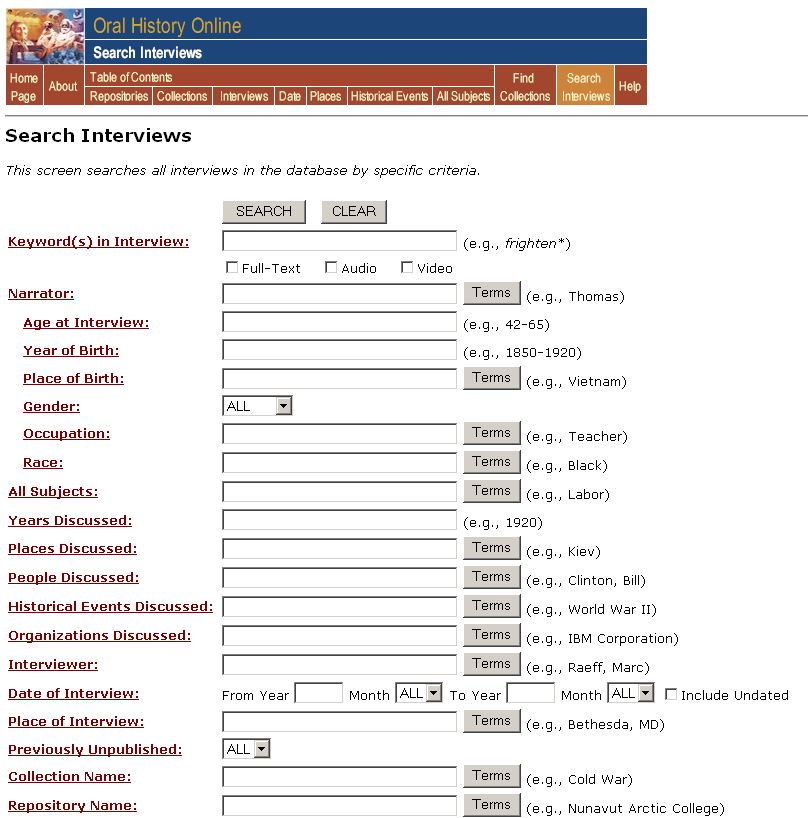 Oral History Online
Search Interviews
Home Page
About
Table of Contents
Repositories Collections Interviews Date Places Historical Events All Subjects
Find Collections
Search Interviews
Help
Search Interviews
This screen searches all interviews in the database by specific criteria.
SEARCH CLEAR
Keyword(s) in Interview: (e.g., frighten*)
Full-Text Audio Video
Narrator: Terms (e.g., Thomas)
Age at Interview: (e.g., 42-65)
Year of Birth: (e.g., 1850-1920)
Place of Birth: Terms (e.g., Vietnam)
Gender: ALL
Occupation: Terms (e.g., Teacher)
Race: Terms (e.g., Black)
All Subjects: Terms (e.g., Labor)
Years Discussed: (e.g., 1920)
Places Discussed: Terms (e.g., Kiev)
People Discussed: Terms (e.g., Clinton, Bill)
Historical Events Discussed: Terms (e.g., World War II)
Organizations Discussed: Terms (e.g., IBM Corporation)
Interviewer: Terms (e.g., Raeff, Marc)
Date of Interview: From Year Month ALL To Year Month ALL Include Undated
Place of Interview: Terms (e.g., Bethesda, MD)
Previously Unpublished: ALL
Collection Name: Terms (e.g., Cold War)
Repository Name: Terms (e.g., Nunavut Arctic College)